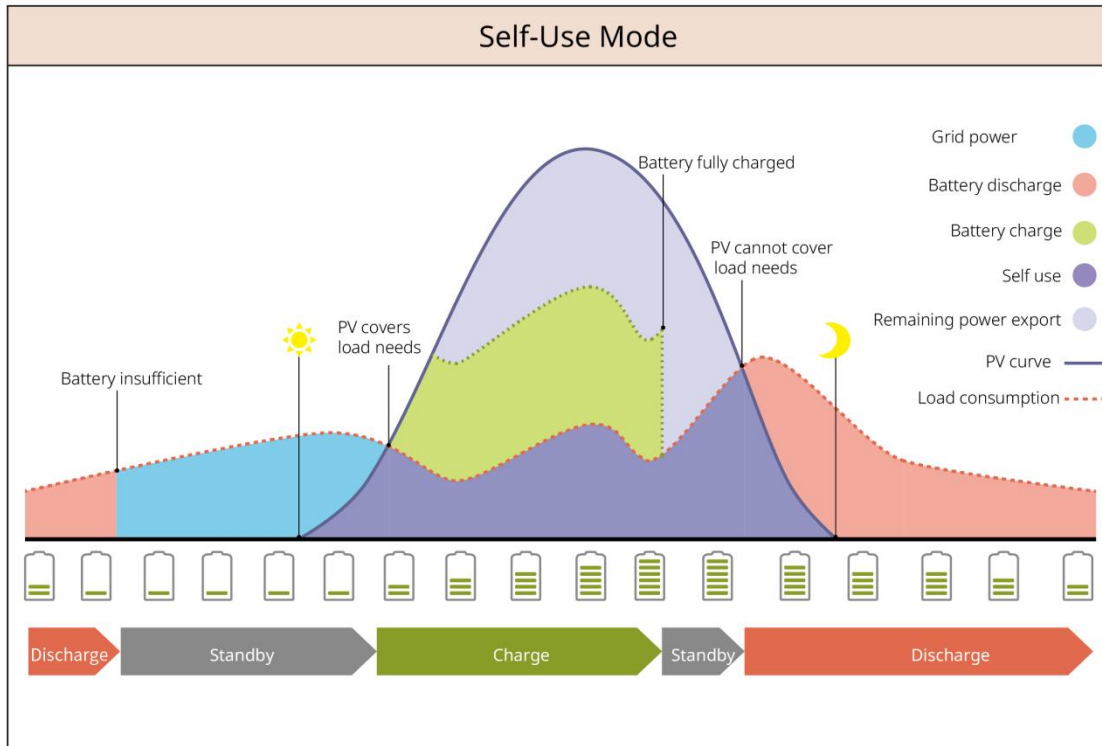 Self-Use Mode
Grid power
Battery fully charged
Battery discharge
Battery charge
PV cannot cover
load needs
Self use
PV covers
load needs
Remaining power export
Battery insufficient
PV curve
Load consumption
Discharge
Standby
Charge
Standby
Discharge